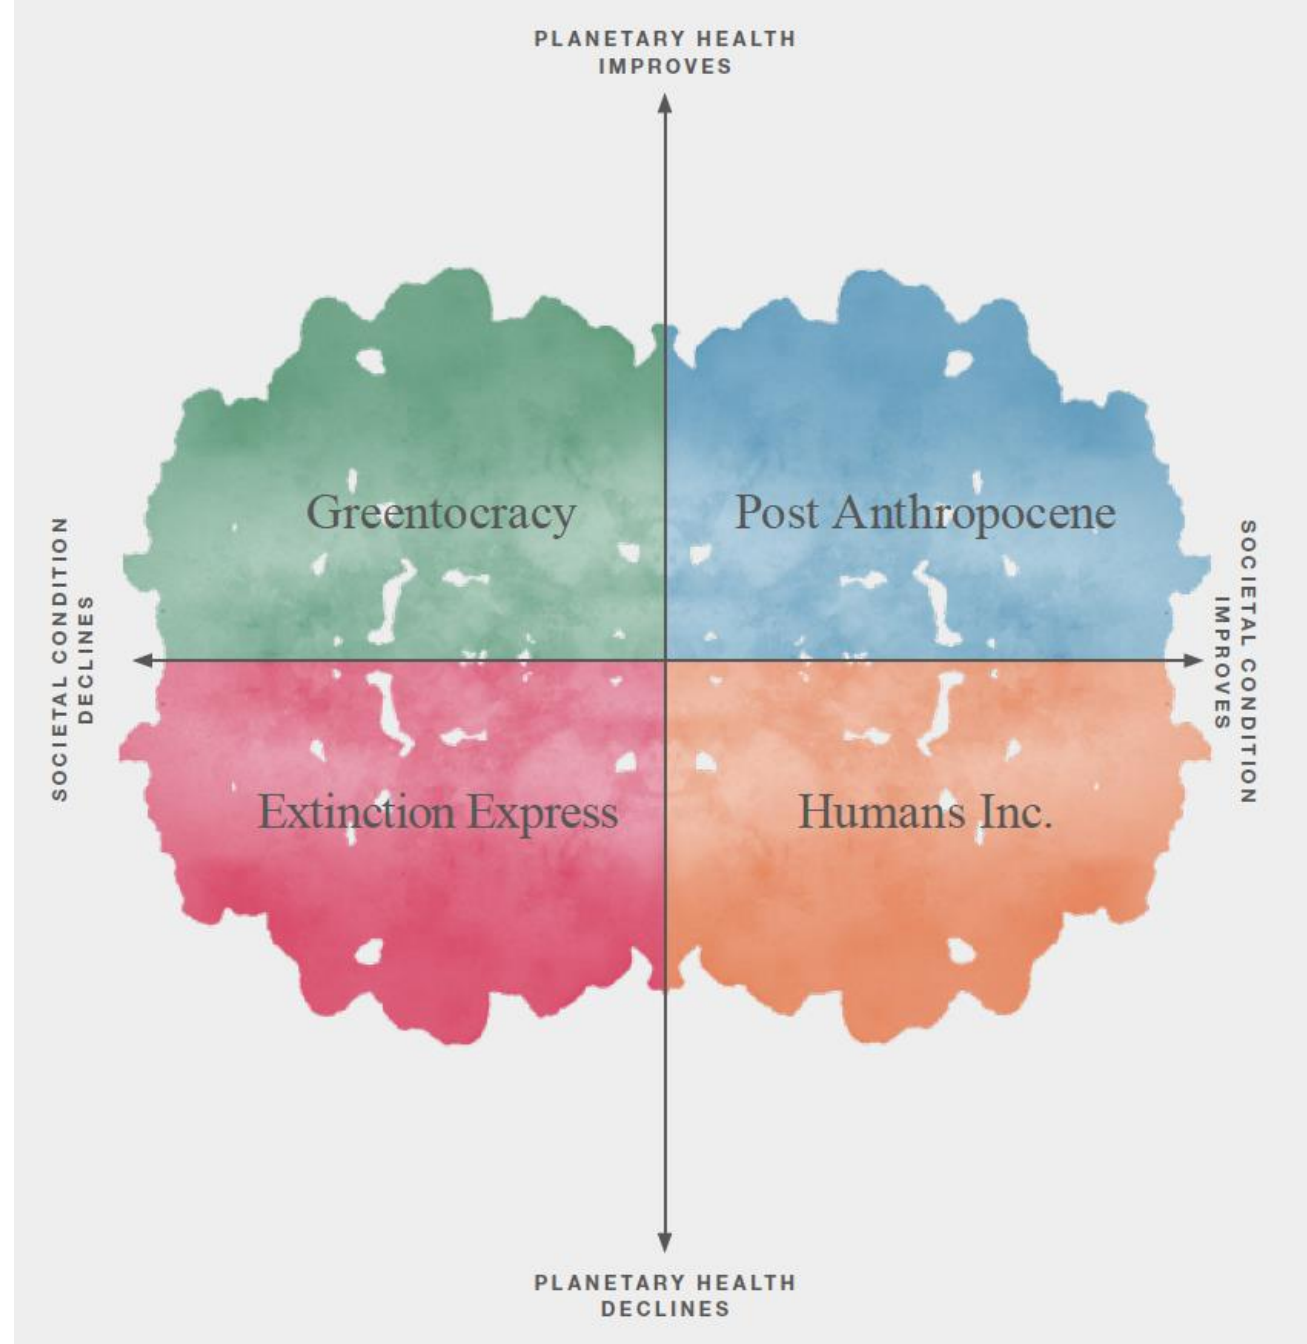 PLANETARY HEALTH
IMPROVES
Greentocracy
Post Anthropocene
SOCIETAL CONDITION
DECLINES
SOCIETAL CONDITION
IMPROVES
Extinction Express
Humans Inc.
PLANETARY HEALTH
DECLINES